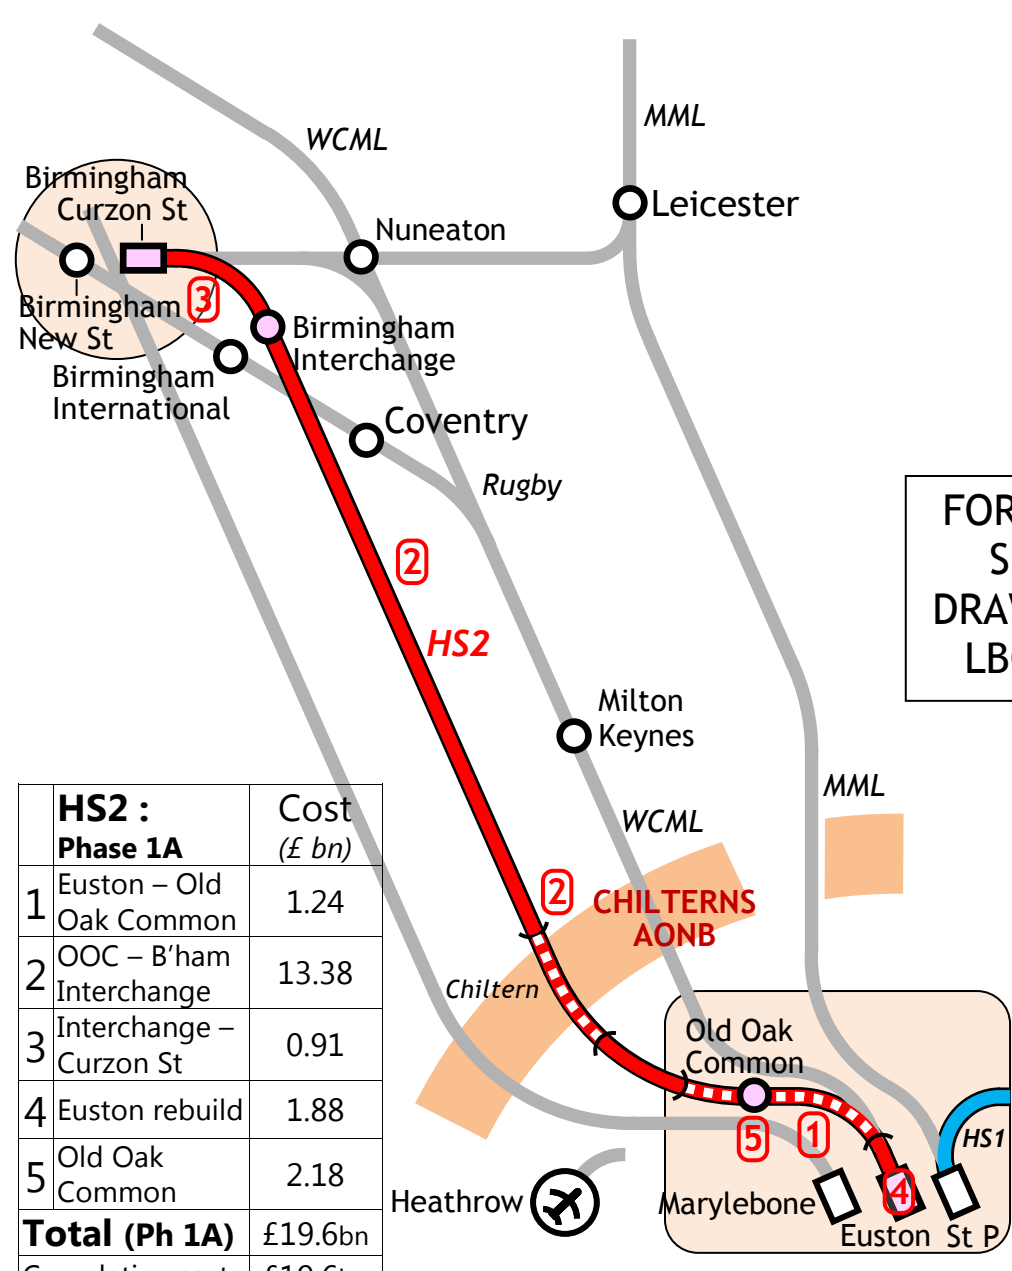 WCML
MML
Birmingham
Curzon St
Leicester
Nuneaton
3
Birmingham
New St
Birmingham
Interchange
Birmingham
International
Coventry
Rugby
2
HS2
FOR
S
LB
Milton
Keynes
MML
WCML
2
CHILTERNS
AONB
Chiltern
Old Oak
Common
5
1
HS1
4
Heathrow
Marylebone
Euston
St P
HS2 :
Phase 1A
Cost
(£ bn)
1 Euston – Old
Oak Common 1.24
2 OOC – B’ham
Interchange 13.38
3 Interchange –
Curzon St 0.91
4 Euston rebuild 1.88
5 Old Oak
Common 2.18
Total (Ph 1A) £19.6bn